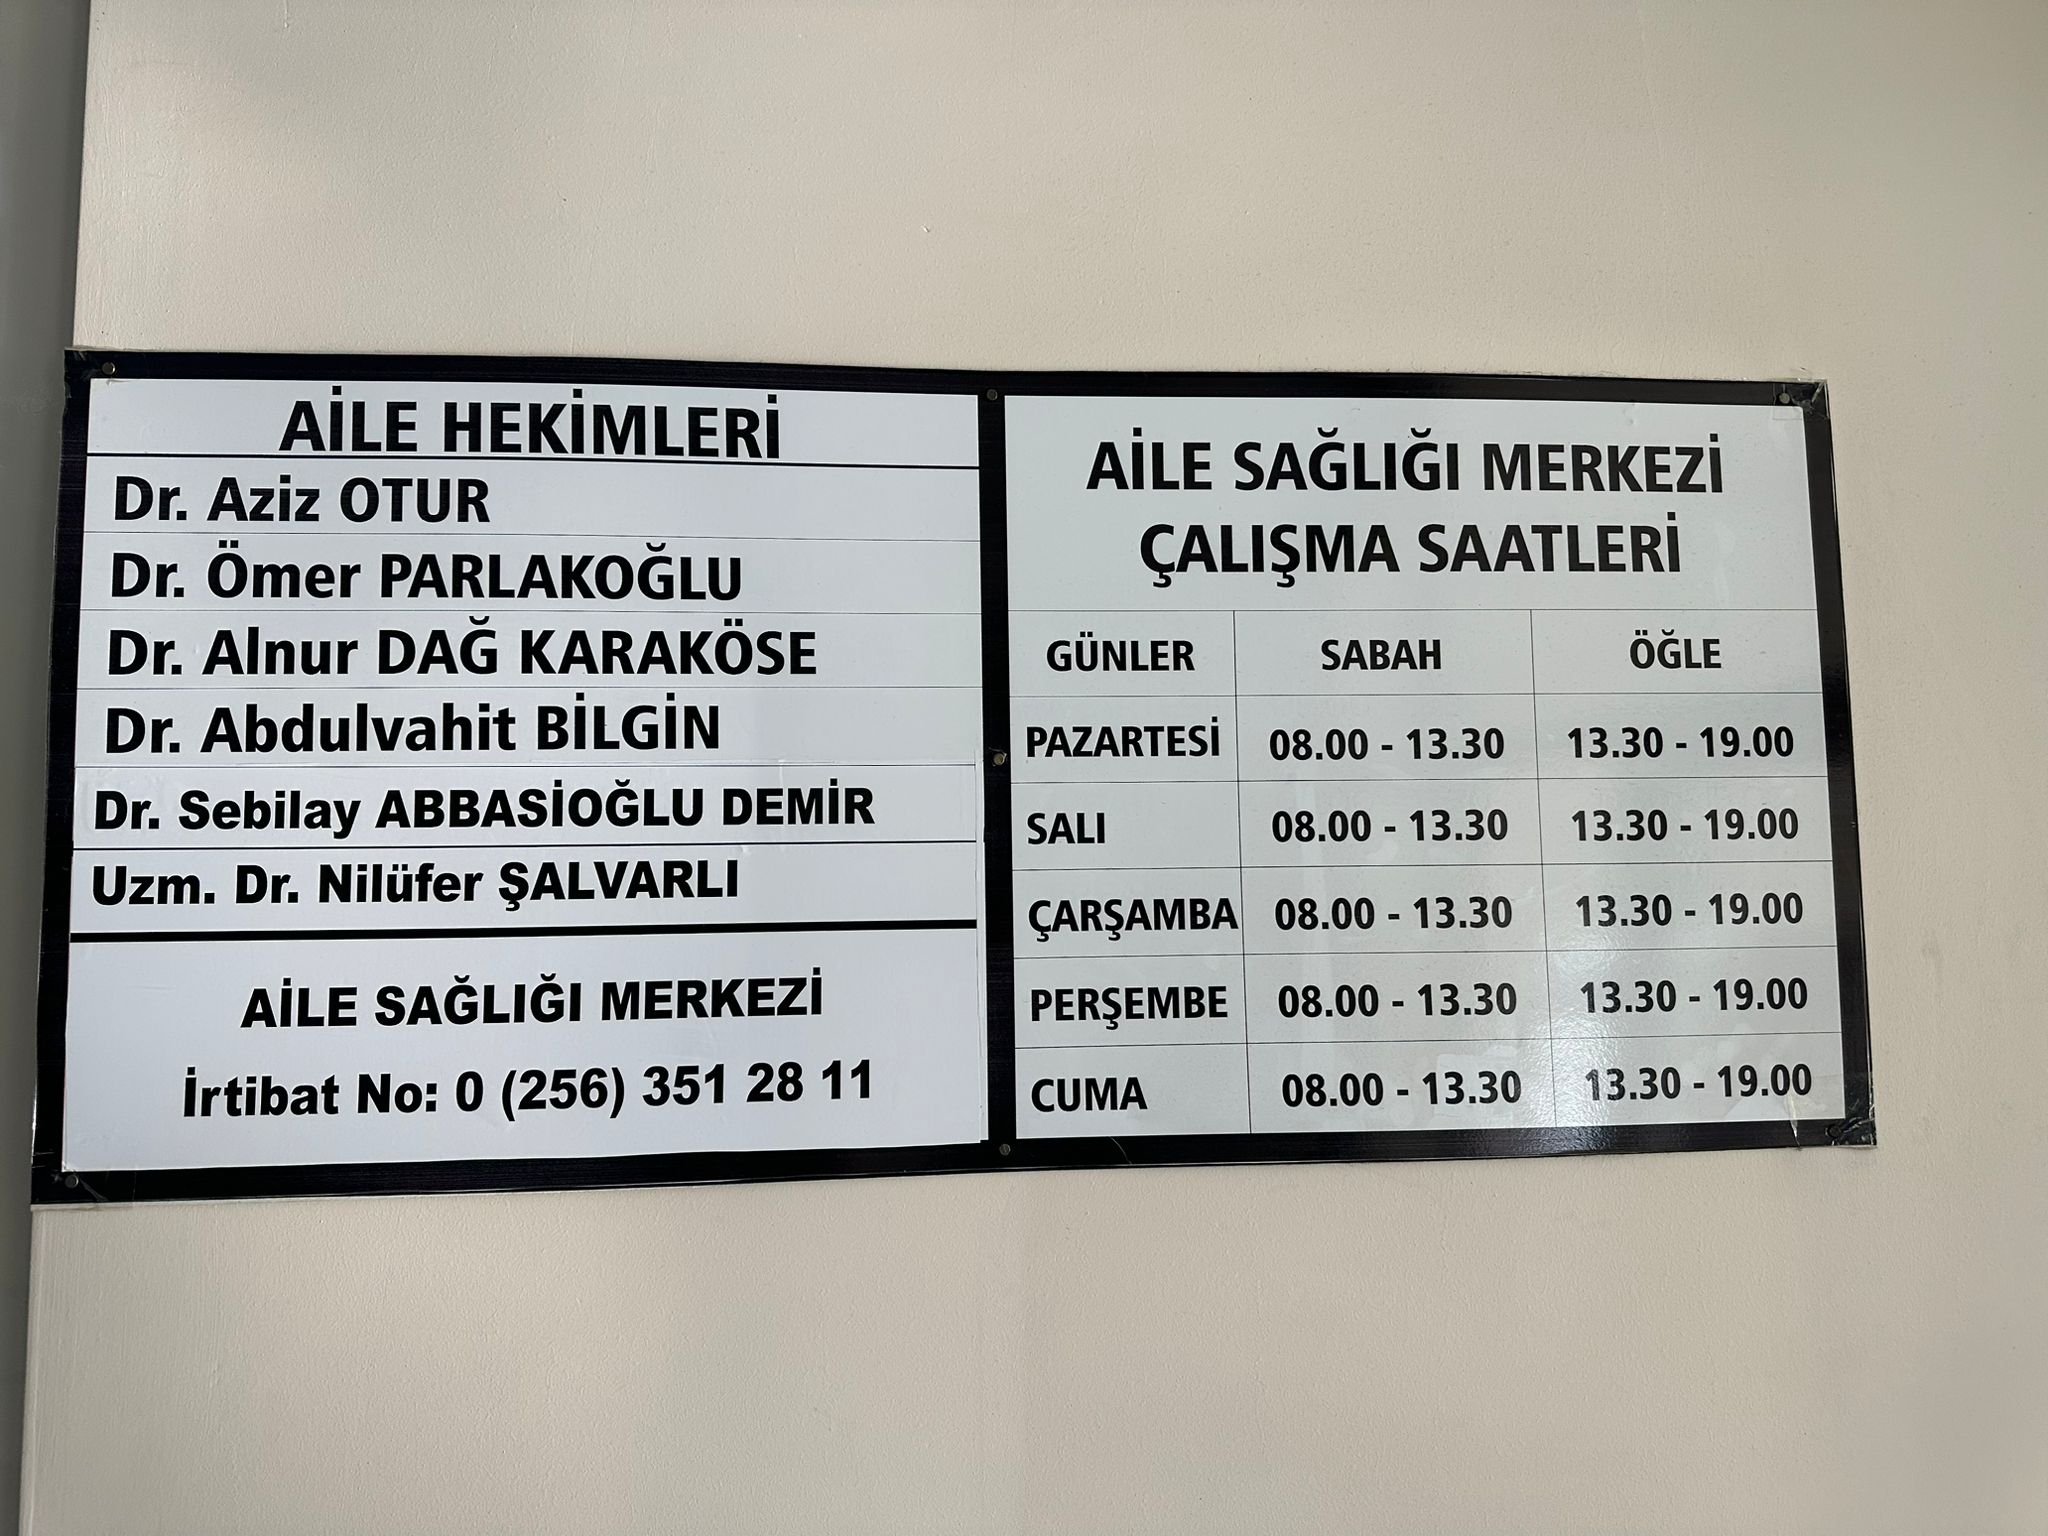 AİLE HEKİMLERİ
Dr. Aziz OTUR
Dr. Ömer PARLAKOĞLU
Dr. Alnur DAĞ KARAKÖSE
Dr. Abdulvahit BİLGİN
Dr. Sebilay ABBASİOĞLU DEMİR
Uzm. Dr. Nilüfer ŞALVARLI
AİLE SAĞLIĞI MERKEZİ
İrtibat No: 0 (256) 351 28 11
AİLE SAĞLIĞI MERKEZİ
ÇALIŞMA SAATLERİ
GÜNLER SABAH ÖĞLE
PAZARTESİ 08.00 - 13.30 13.30 - 19.00
SALI 08.00 - 13.30 13.30 - 19.00
ÇARŞAMBA 08.00 - 13.30 13.30 - 19.00
PERŞEMBE 08.00 - 13.30 13.30 - 19.00
CUMA 08.00 - 13.30 13.30 - 19.00